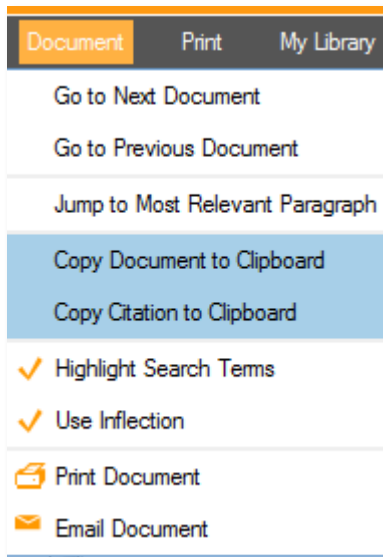 Document Print My Library
Go to Next Document
Go to Previous Document
Jump to Most Relevant Paragraph
Copy Document to Clipboard
Copy Citation to Clipboard
Highlight Search Terms
Use Inflection
Print Document
Email Document